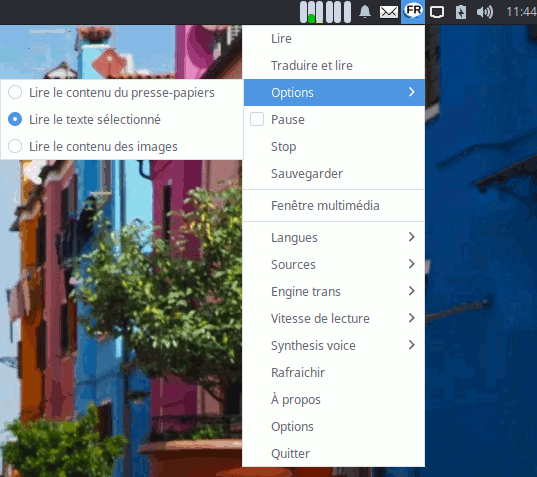 FR
11:44
Lire
Traduire et lire
Options
Lire le contenu du presse-papiers
Lire le texte sélectionné
Lire le contenu des images
Pause
Stop
Sauvegarder
Fenêtre multimédia
Langues
Sources
Engine trans
Vitesse de lecture
Synthesis voice
Rafraichir
À propos
Options
Quitter